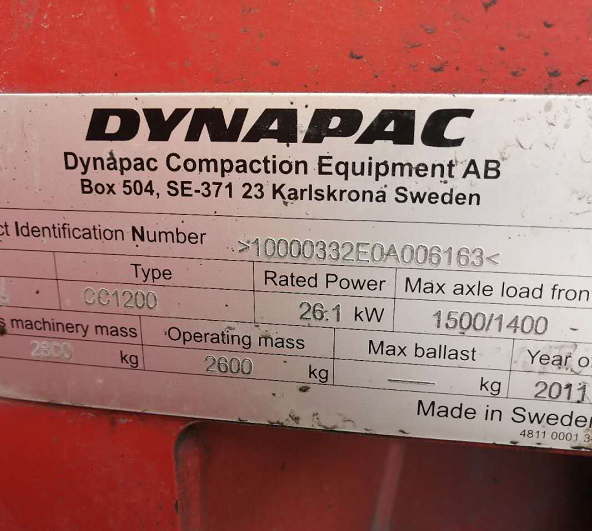 DYNAPAC
Dynapac Compaction Equipment AB
Box 504, SE-371 23 Karlskrona Sweden
ct Identification Number >10000332E0A006163<
Type Rated Power Max axle load fron
CC1200 26.1 kW 1500/1400 -
s machinery mass Operating mass Max ballast Year o
kg 2600 kg —— kg 2011
Made in Sweden
4811 0001 3